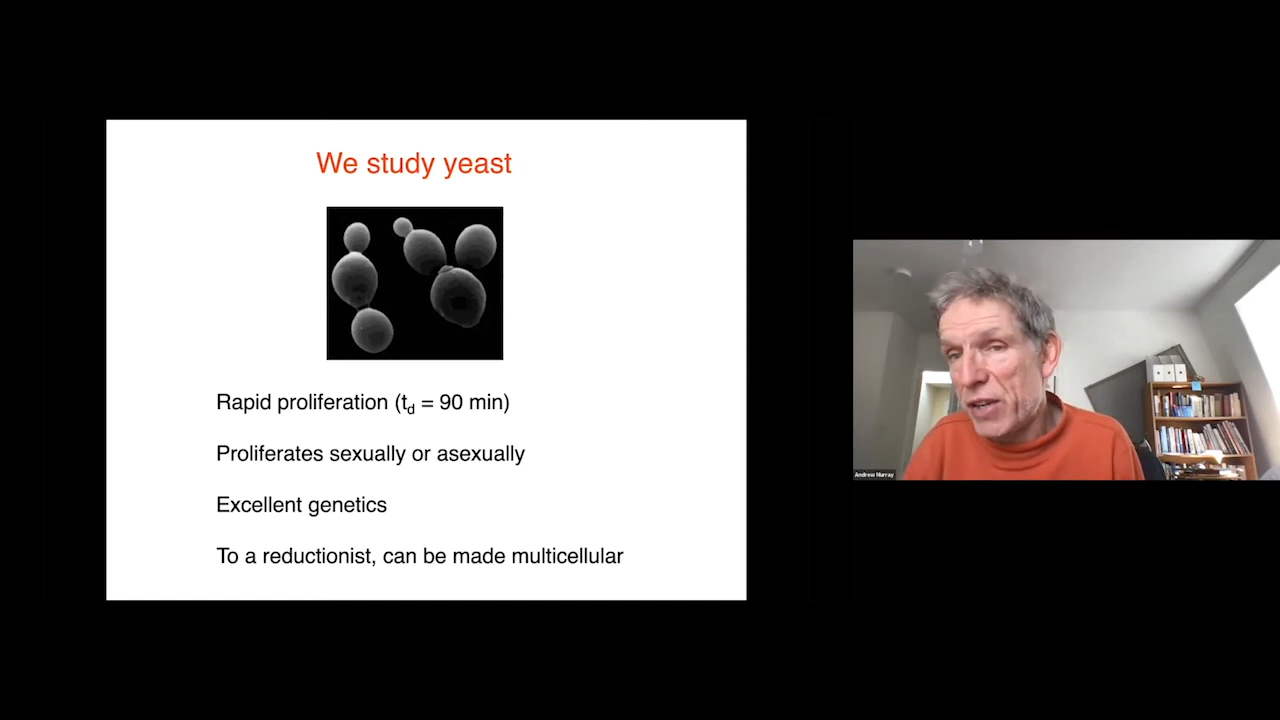 We study yeast
Rapid proliferation (td = 90 min)
Proliferates sexually or asexually
Excellent genetics
To a reductionist, can be made multicellular
Andrew Murray